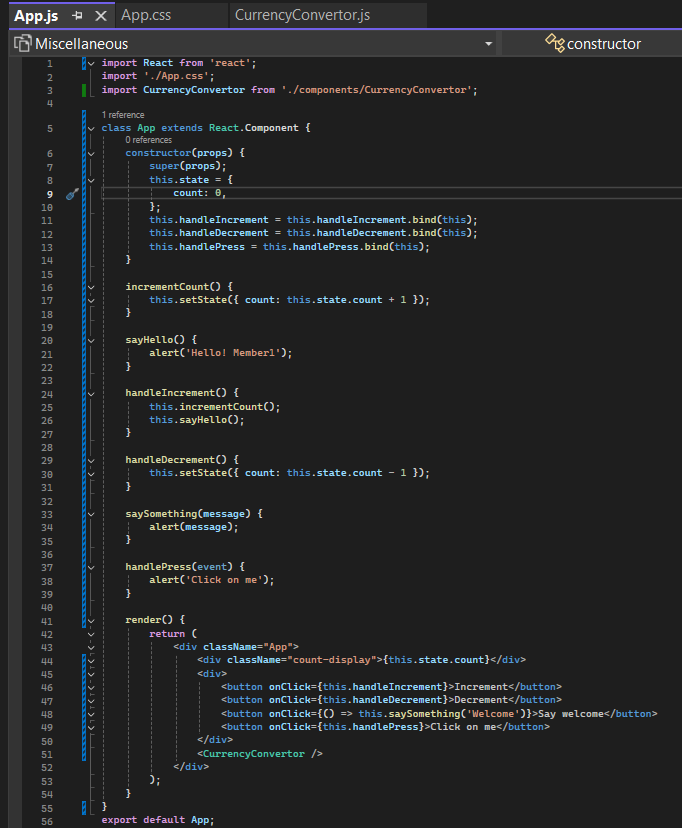 App.js
App.css
CurrencyConvertor.js
Miscellaneous
constructor
1 import React from 'react';
2 import './App.css';
3 import CurrencyConvertor from './components/CurrencyConvertor';
4
1 reference
5 class App extends React.Component {
0 references
6 constructor(props) {
7 super(props);
8 this.state = {
9 count: 0,
10 };
11 this.handleIncrement = this.handleIncrement.bind(this);
12 this.handleDecrement = this.handleDecrement.bind(this);
13 this.handlePress = this.handlePress.bind(this);
14 }
15
16 incrementCount() {
17 this.setState({ count: this.state.count + 1 });
18 }
19
20 sayHello() {
21 alert('Hello! Member1');
22 }
23
24 handleIncrement() {
25 this.incrementCount();
26 this.sayHello();
27 }
28
29 handleDecrement() {
30 this.setState({ count: this.state.count - 1 });
31 }
32
33 saySomething(message) {
34 alert(message);
35 }
36
37 handlePress(event) {
38 alert('Click on me');
39 }
40
41 render() {
42 return (
43 <div className="App">
44 <div className="count-display">{this.state.count}</div>
45 <div>
46 <button onClick={this.handleIncrement}>Increment</button>
47 <button onClick={this.handleDecrement}>Decrement</button>
48 <button onClick={() => this.saySomething('Welcome')}>Say welcome</button>
49 <button onClick={this.handlePress}>Click on me</button>
50 </div>
51 <CurrencyConvertor />
52 </div>
53 );
54 }
55 }
56 export default App;